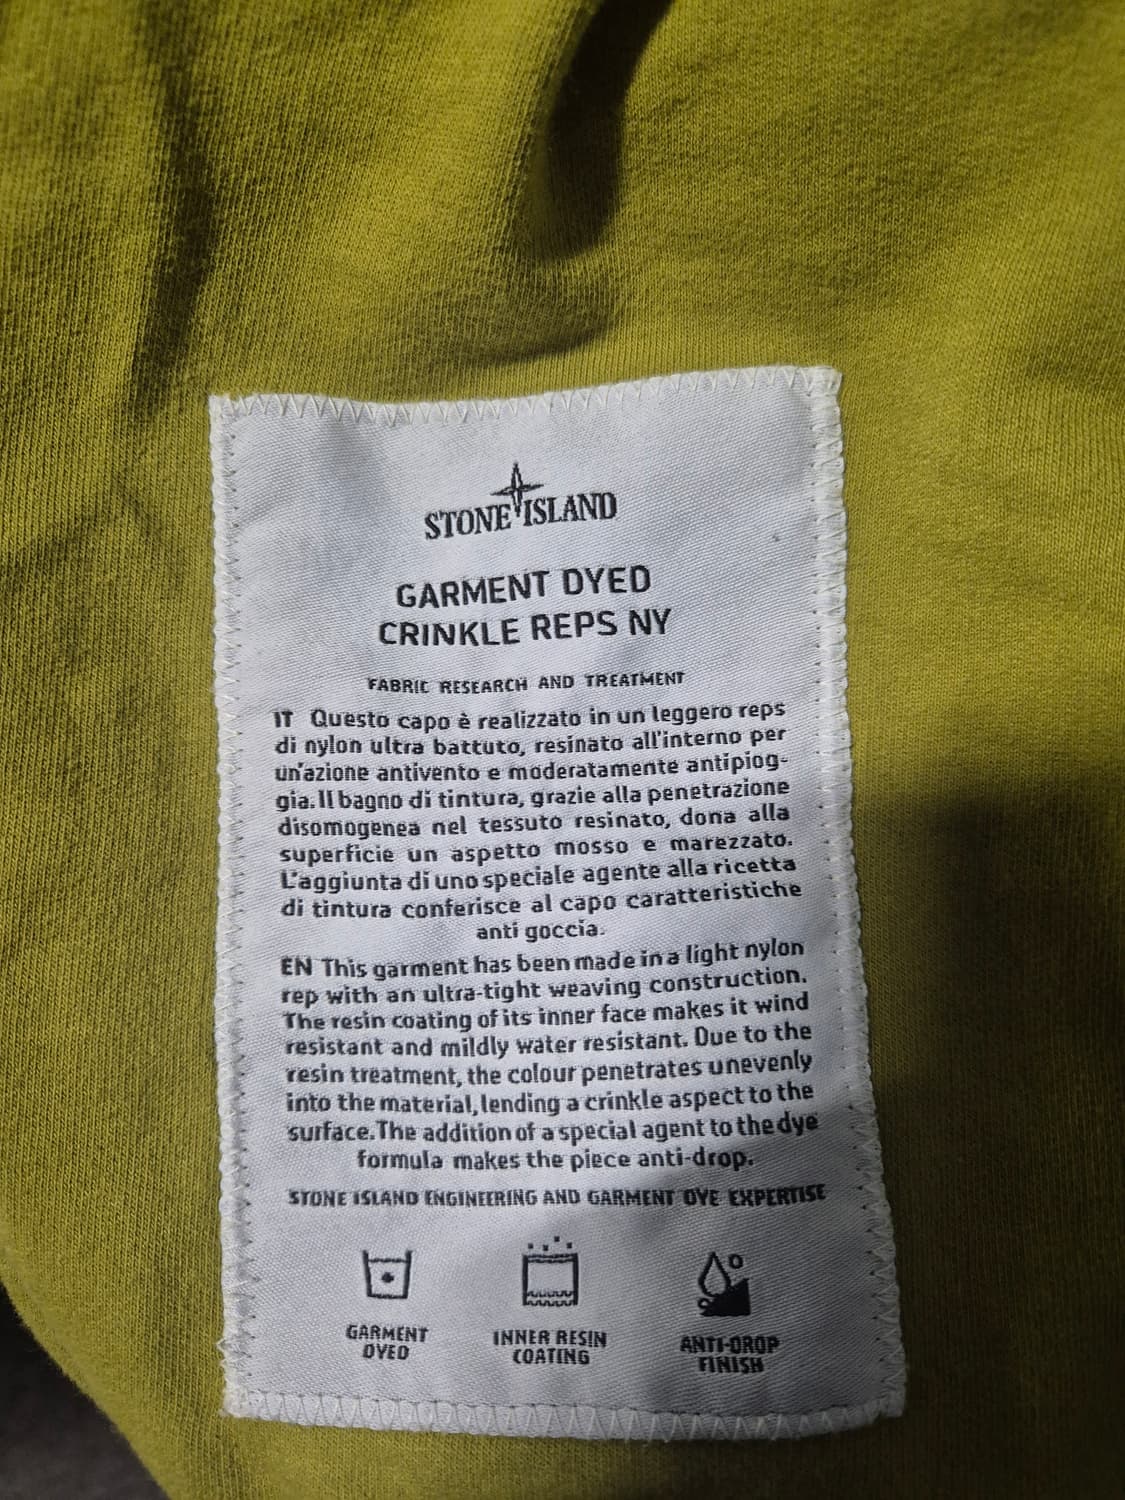 STONE ISLAND
GARMENT DYED
CRINKLE REPS NY
FABRIC RESEARCH AND TREATMENT
IT Questo capo è realizzato in un leggero reps
di nylon ultra battuto, resinato all'interno per
un'azione antivento e moderatamente antipiog-
gia. Il bagno di tintura, grazie alla penetrazione
disomogenea nel tessuto resinato, dona alla
superficie un aspetto mosso e marezzato.
L'aggiunta di uno speciale agente alla ricetta
di tintura conferisce al capo caratteristiche
anti goccia.
EN This garment has been made in a light nylon
rep with an ultra-tight weaving construction.
The resin coating of its inner face makes it wind
resistant and mildly water resistant. Due to the
resin treatment, the colour penetrates unevenly
into the material, lending a crinkle aspect to the
surface. The addition of a special agent to the dye
formula makes the piece anti-drop.
STONE ISLAND ENGINEERING AND GARMENT DYE EXPERTISE
GARMENT
DYED
INNER RESIN
COATING
ANTI-DROP
FINISH